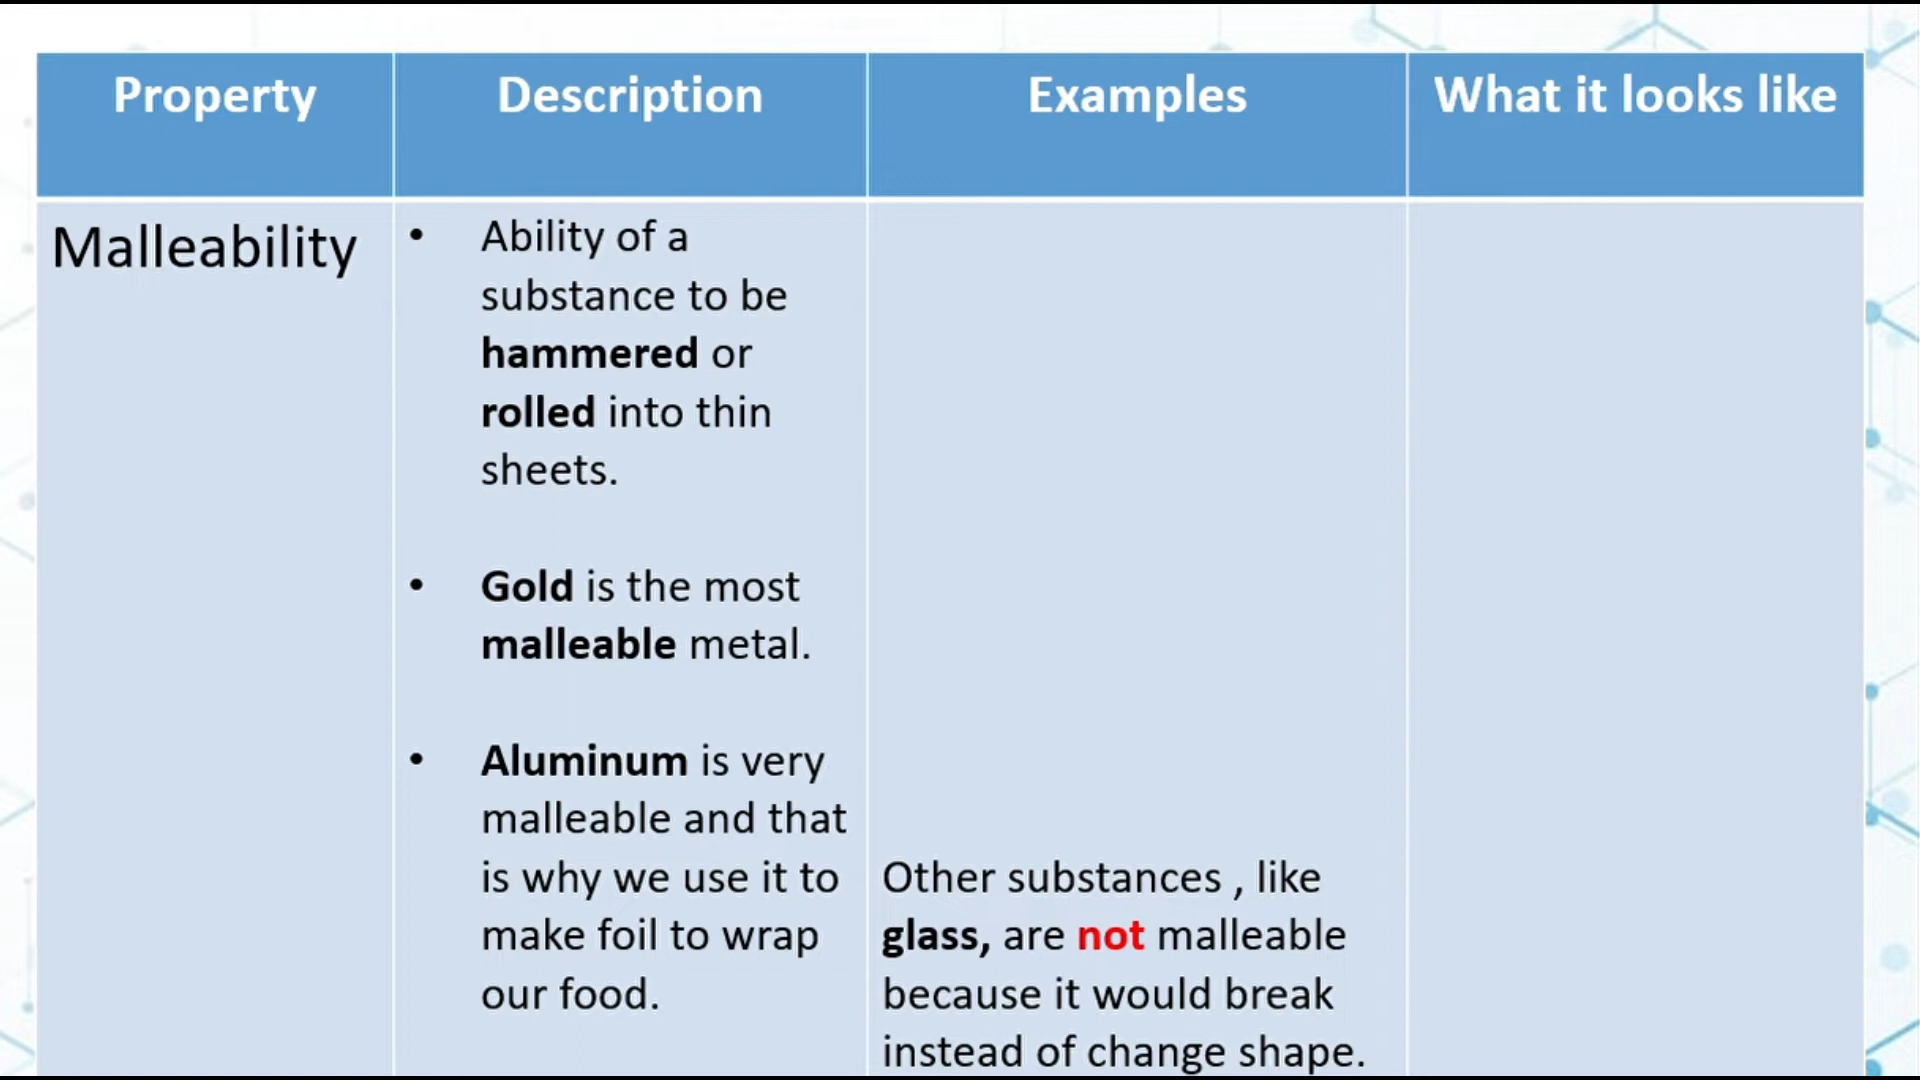 Property
Description
Examples
What it looks like
Malleability
• Ability of a
substance to be
hammered or
rolled into thin
sheets.
• Gold is the most
malleable metal.
• Aluminum is very
malleable and that
is why we use it to
make foil to wrap
our food.
Other substances , like
glass, are not malleable
because it would break
instead of change shape.